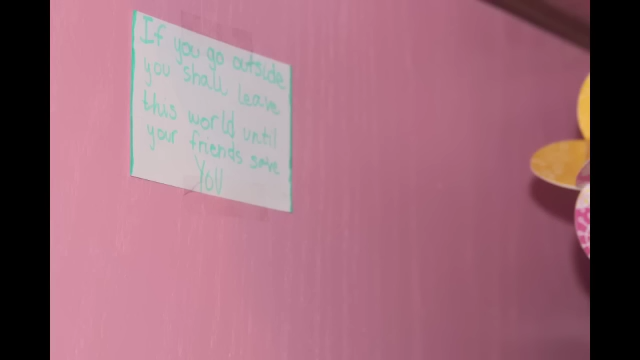 If you go outside
you shall leave
this world until
your friends save
YoU